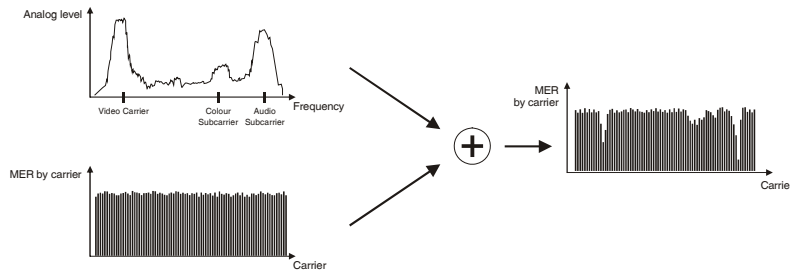 Analog level
Frequency
Video Carrier
Colour
Subcarrier
Audio
Subcarrier
MER by carrier
Carrier
MER
by carrier
Carrie